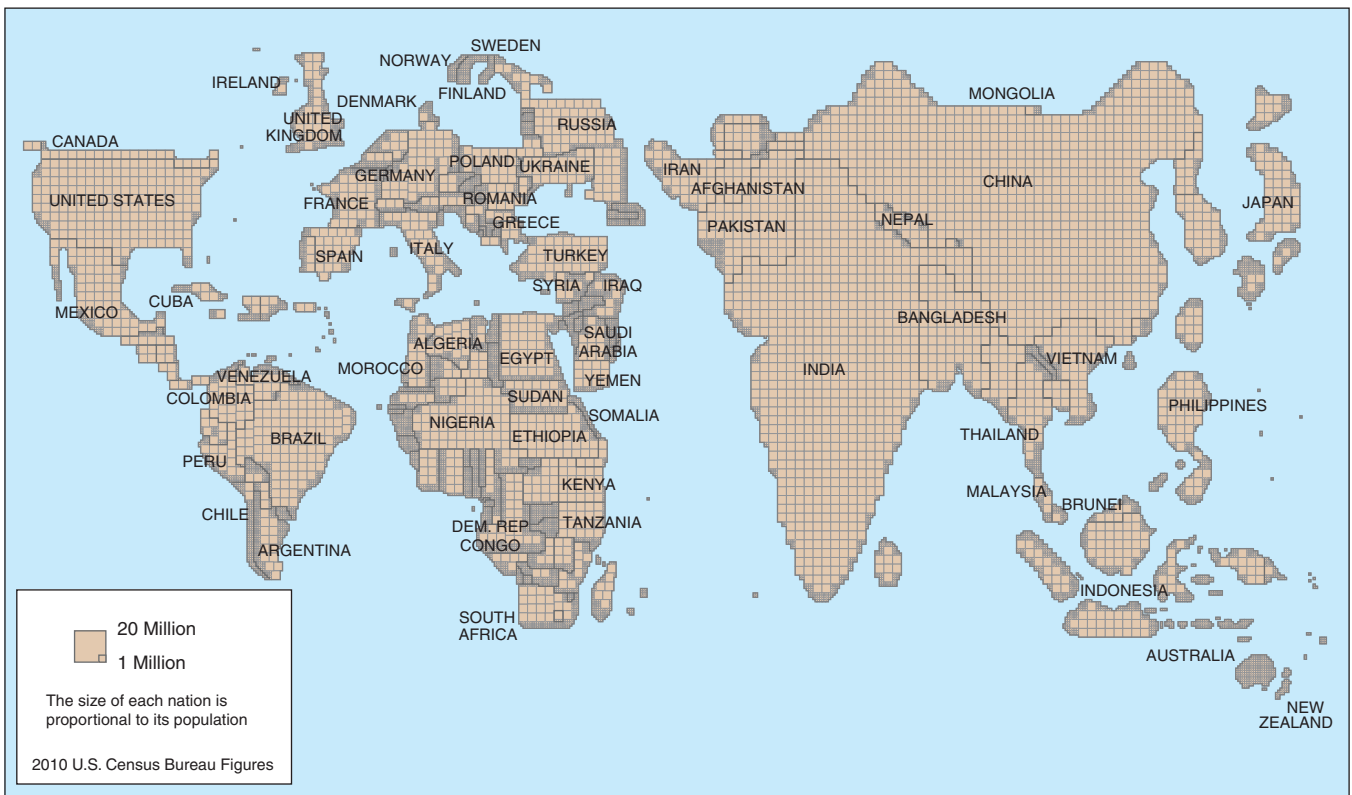 SWEDEN
NORWAY
IRELAND
FINLAND
DENMARK
UNITED
KINGDOM
RUSSIA
MONGOLIA
CANADA
POLAND
UKRAINE
GERMANY
IRAN
AFGHANISTAN
CHINA
UNITED STATES
FRANCE
ROMANIA
GREECE
NEPAL
JAPAN
PAKISTAN
SPAIN
ITALY
TURKEY
SYRIA
IRAQ
CUBA
MEXICO
BANGLADESH
SAUDI
ARABIA
ALGERIA
EGYPT
VIETNAM
MOROCCO
INDIA
YEMEN
VENEZUELA
COLOMBIA
SUDAN
SOMALIA
PHILIPPINES
NIGERIA
ETHIOPIA
BRAZIL
THAILAND
PERU
KENYA
MALAYSIA
BRUNEI
CHILE
DEM. REP
CONGO
TANZANIA
ARGENTINA
INDONESIA
SOUTH
AFRICA
AUSTRALIA
NEW
ZEALAND
20 Million
1 Million
The size of each nation is
proportional to its population
2010 U.S. Census Bureau Figures